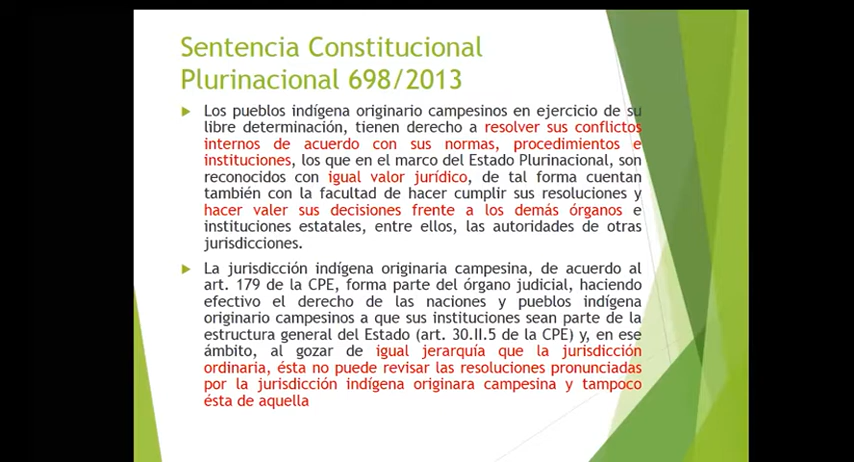 Sentencia Constitucional
Plurinacional 698/2013
Los pueblos indígena originario campesinos en ejercicio de su
libre determinación, tienen derecho a resolver sus conflictos
internos de acuerdo con sus normas, procedimientos e
instituciones, los que en el marco del Estado Plurinacional, son
reconocidos con igual valor jurídico, de tal forma cuentan
también con la facultad de hacer cumplir sus resoluciones y
hacer valer sus decisiones frente a los demás órganos e
instituciones estatales, entre ellos, las autoridades de otras
jurisdicciones.
La jurisdicción indígena originaria campesina, de acuerdo al
art. 179 de la CPE, forma parte del órgano judicial, haciendo
efectivo el derecho de las naciones y pueblos indígena
originario campesinos a que sus instituciones sean parte de la
estructura general del Estado (art. 30.II.5 de la CPE) y, en ese
ámbito, al gozar de igual jerarquía que la jurisdicción
ordinaria, ésta no puede revisar las resoluciones pronunciadas
por la jurisdicción indígena originara campesina y tampoco
ésta de aquella